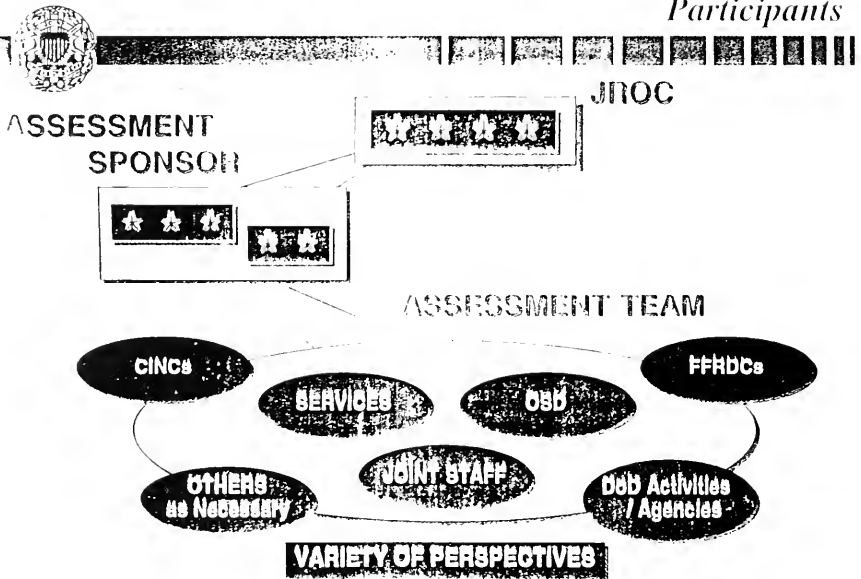 Participants
JROC
ASSESSMENT
SPONSOR
ASSESSMENT TEAM
CINCs
FFRDCs
SERVICES
OSD
JOINT STAFF
OTHERS
as Necessary
DoD Activities
/ Agencies
VARIETY OF PERSPECTIVES